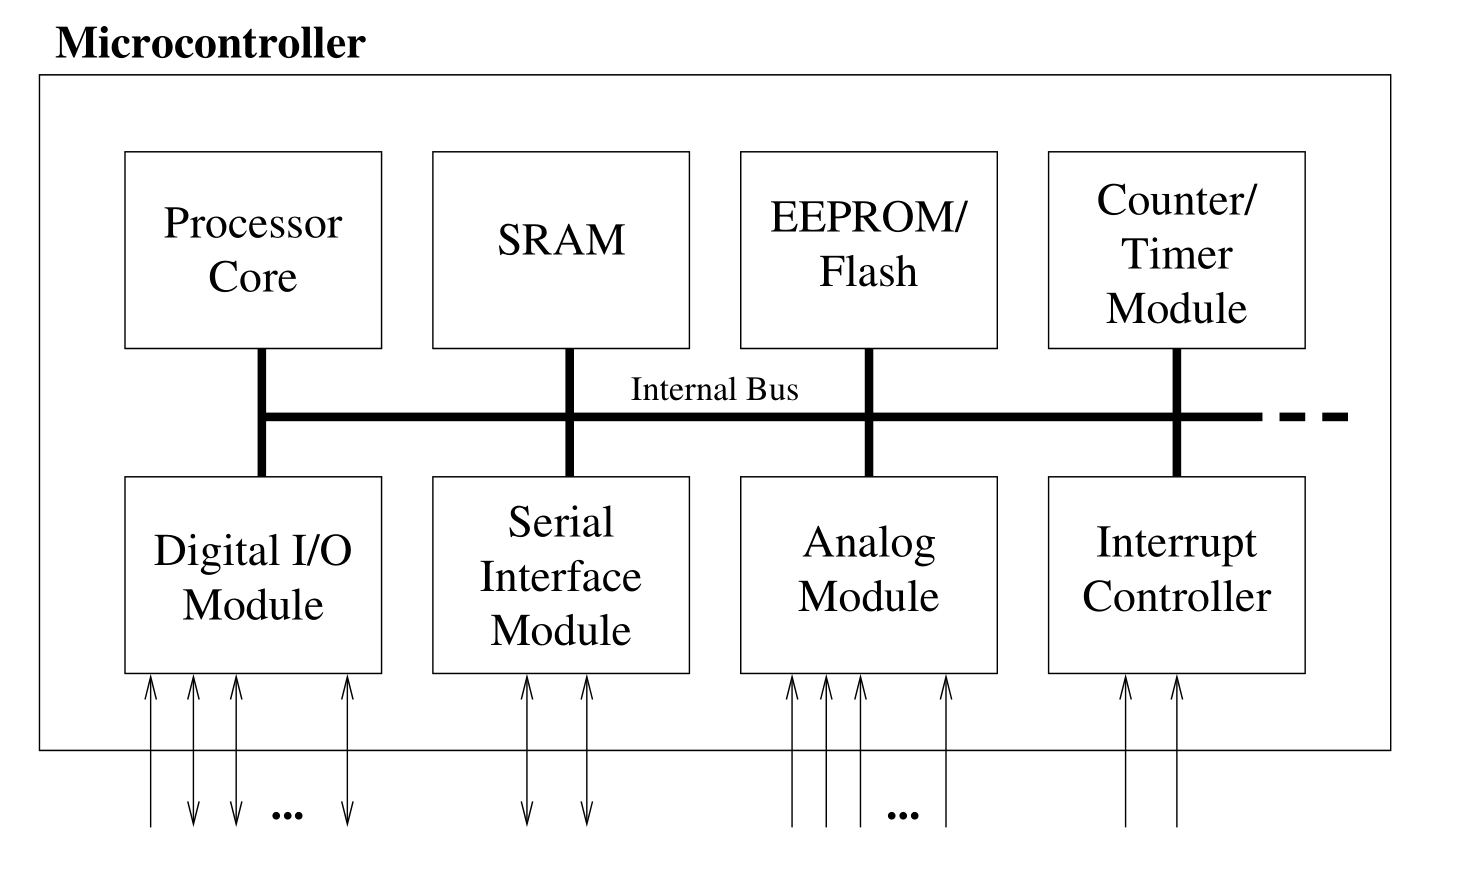 Microcontroller
Processor
Core
SRAM
EEPROM/
Flash
Counter/
Timer
Module
Internal Bus
Digital I/O
Module
Serial
Interface
Module
Analog
Module
Interrupt
Controller
...
...